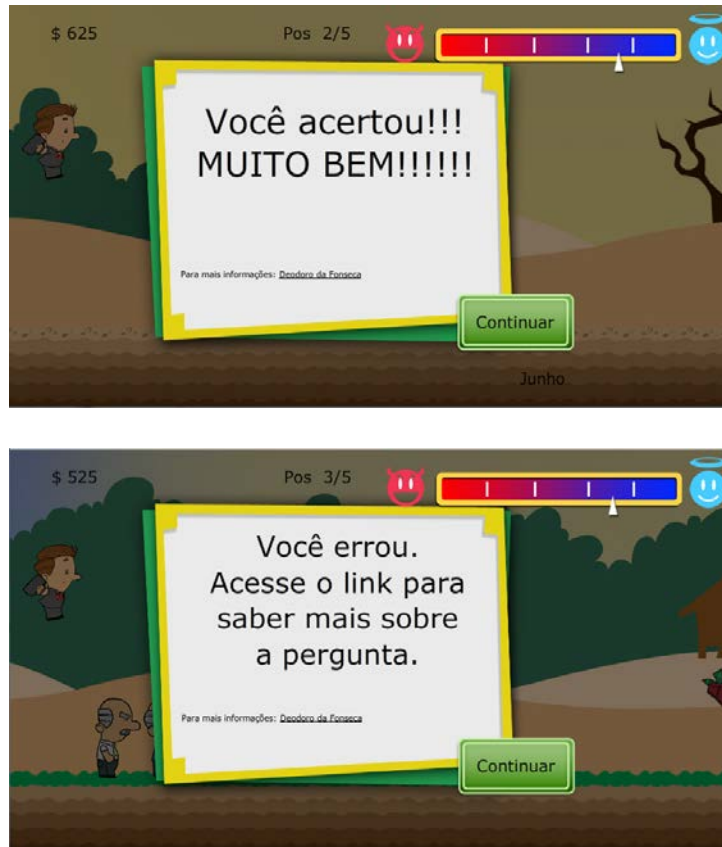 $ 625
Pos 2/5
Você acertou!!!
MUITO BEM!!!!!!
Para mais informações: Deodoro da Fonseca
Continuar
Junho
$ 525
Pos 3/5
Você errou.
Acesse o link para
saber mais sobre
a pergunta.
Para mais informações: Deodoro da Fonseca
Continuar